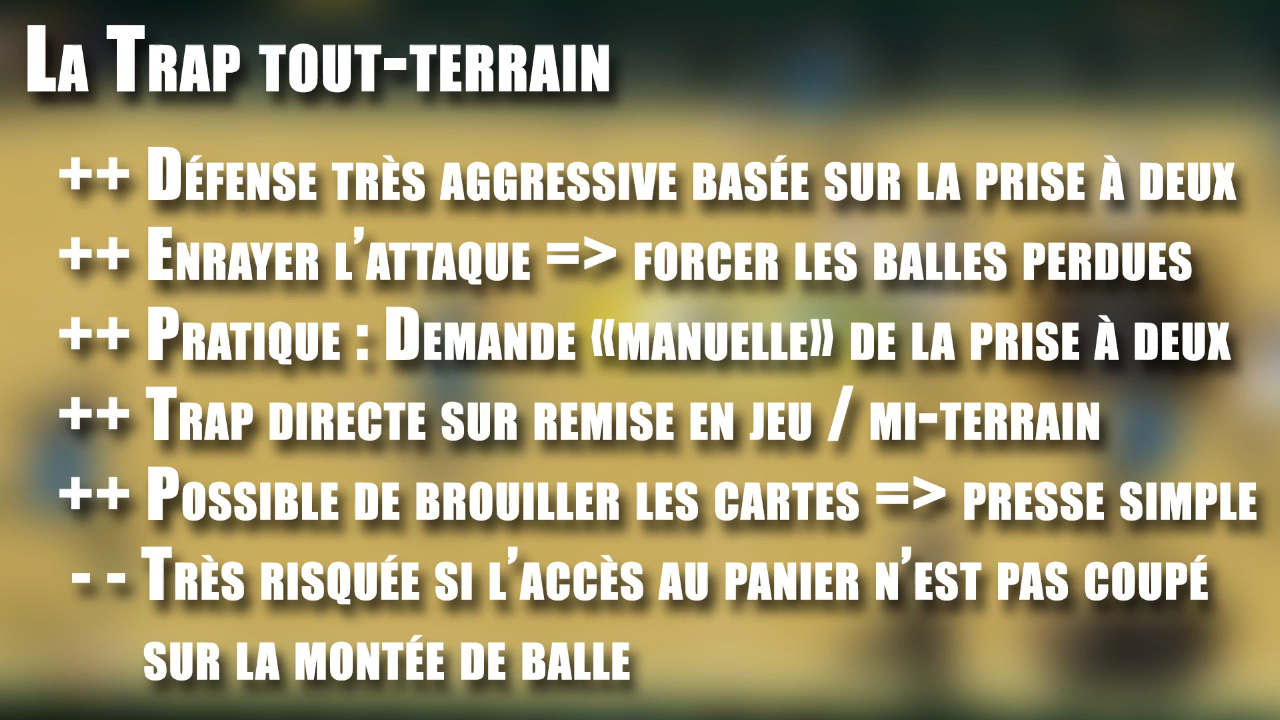 La Trap tout-terrain
++ Défense très aggressive basée sur la prise à deux
++ Enrayer l'attaque => forcer les balles perdues
++ Pratique : Demande «manuelle» de la prise à deux
++ Trap directe sur remise en jeu / mi-terrain
++ Possible de brouiller les cartes => presse simple
- - Très risquée si l'accès au panier n'est pas coupé
sur la montée de balle